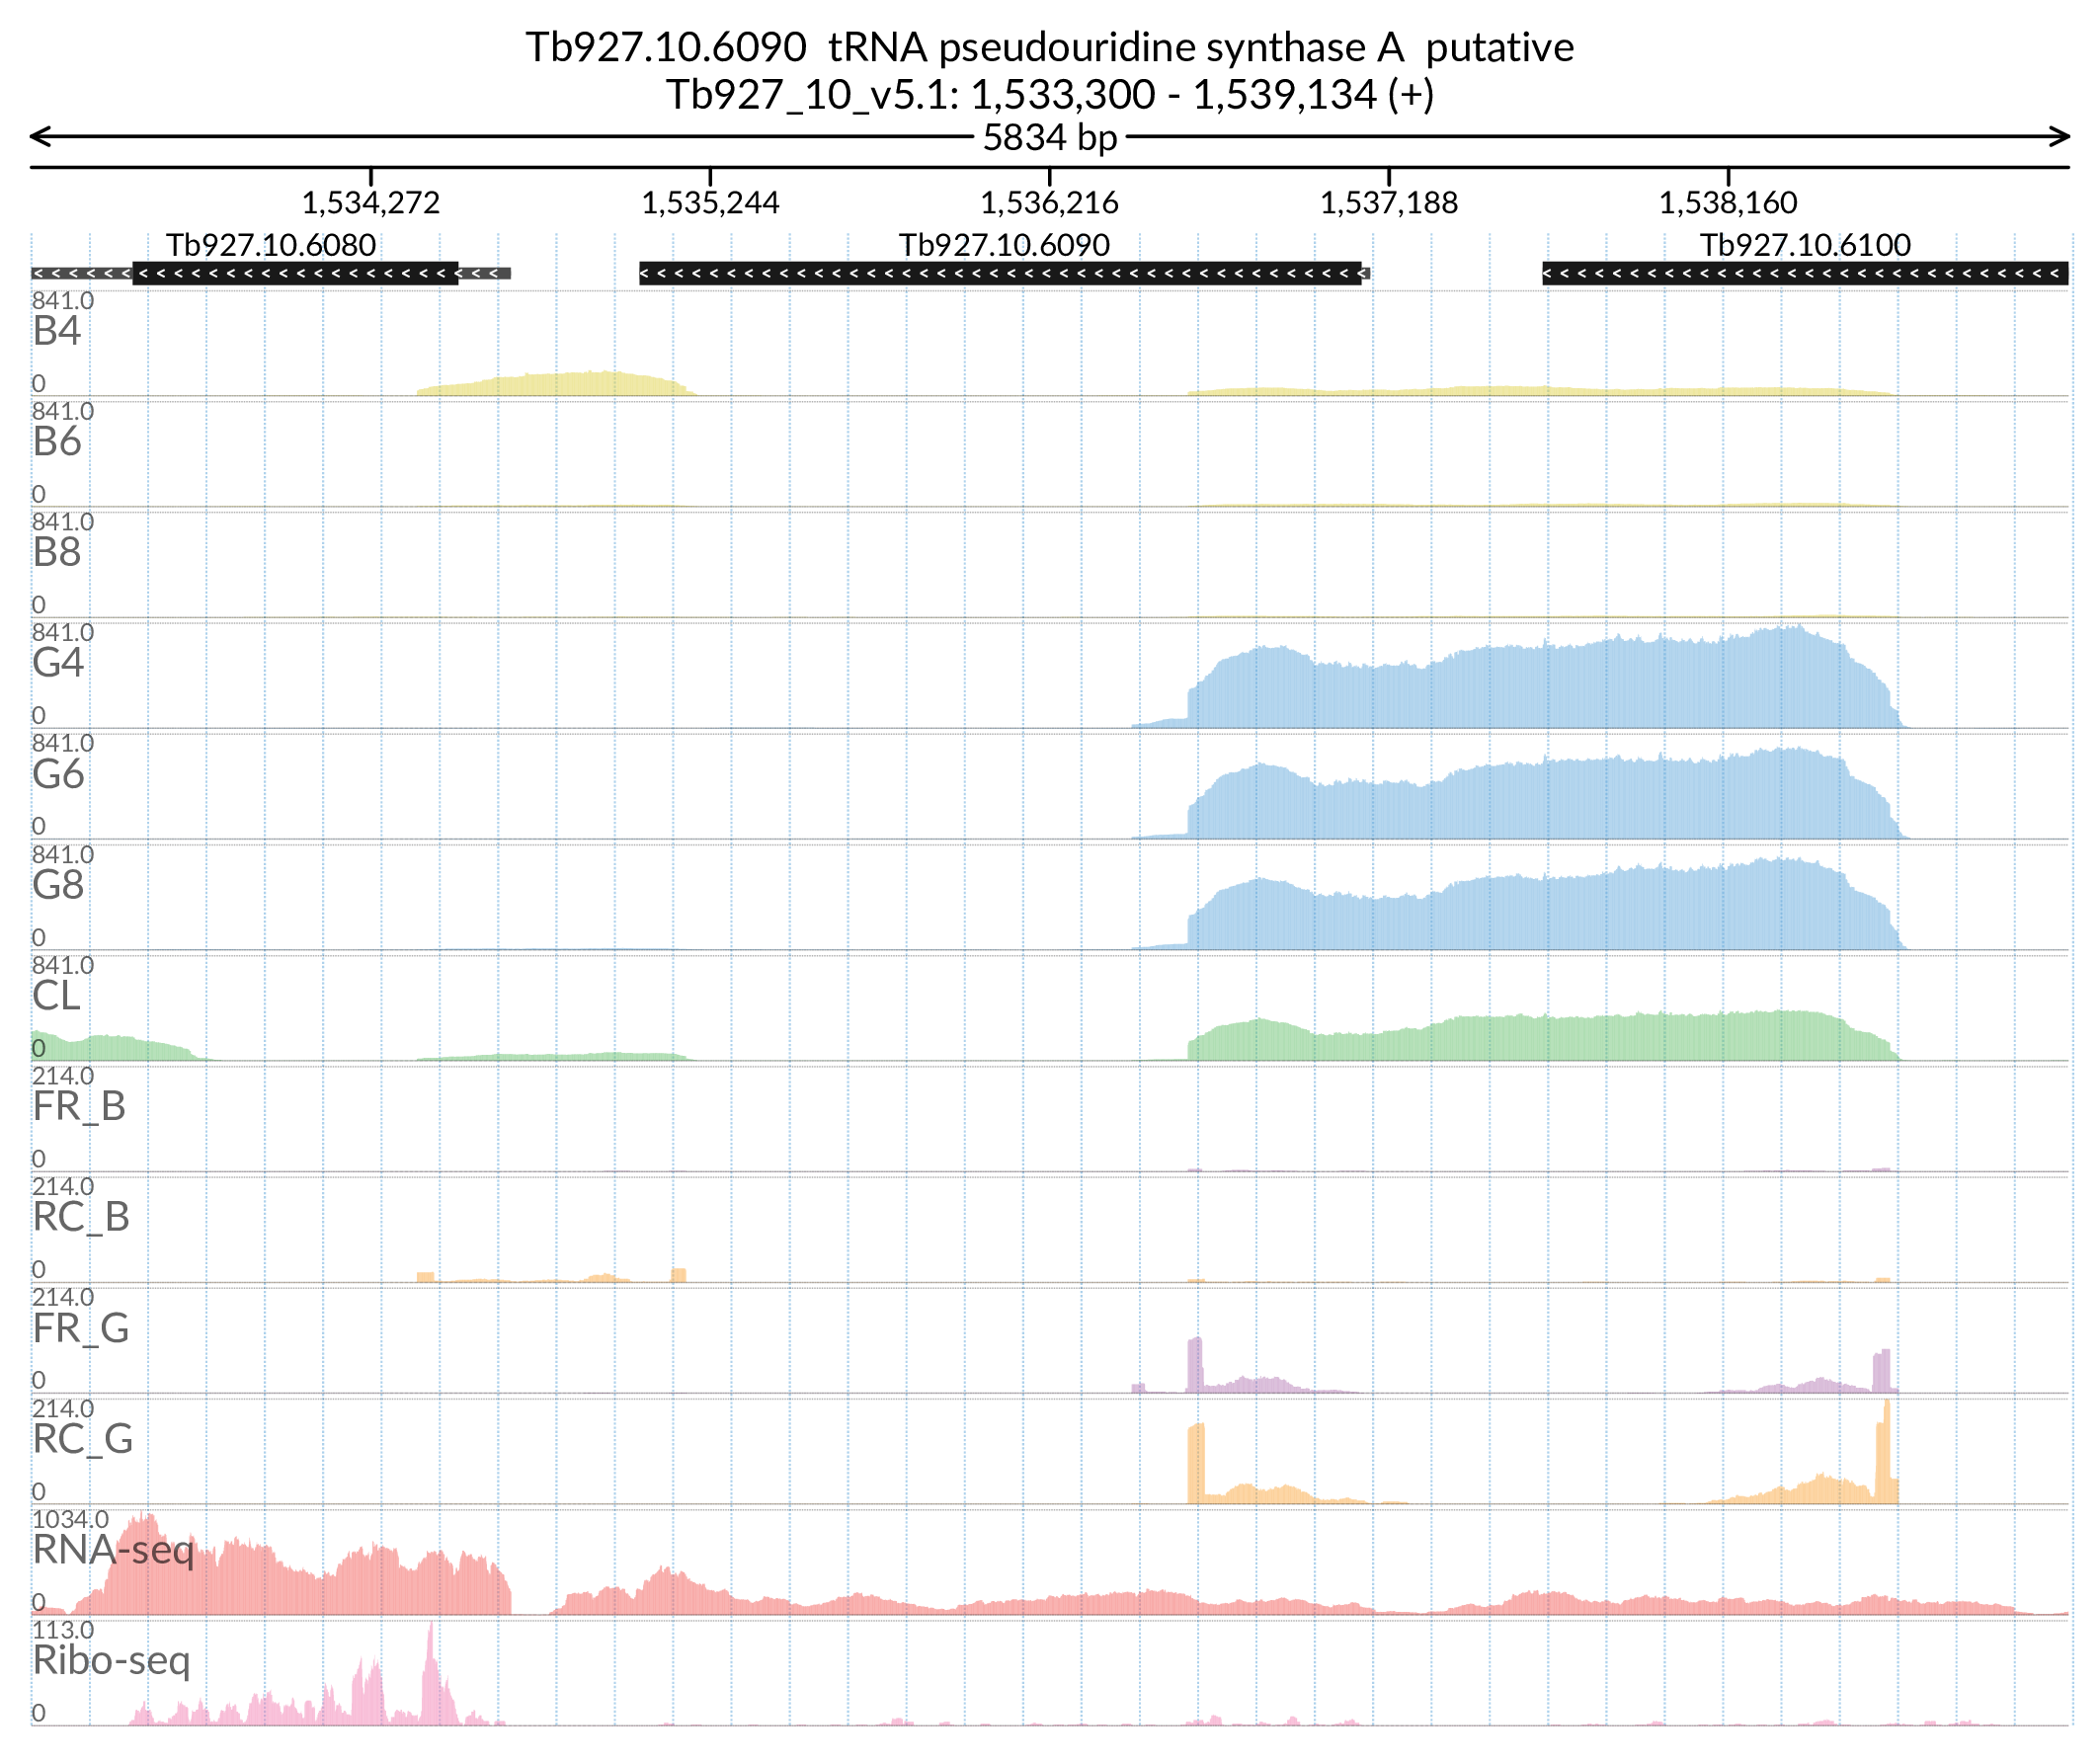 Tb927.10.6090 tRNA pseudouridine synthase A putative
Tb927_10_v5.1: 1,533,300 - 1,539,134 (+)
5834 bp
1,534,272 1,535,244 1,536,216 1,537,188 1,538,160
Tb927.10.6080 Tb927.10.6090 Tb927.10.6100
841.0
B4
0
841.0
B6
0
841.0
B8
0
841.0
G4
0
841.0
G6
0
841.0
G8
0
841.0
CL
0
214.0
FR_B
0
214.0
RC_B
0
214.0
FR_G
0
214.0
RC_G
0
1034.0
RNA-seq
0
113.0
Ribo-seq
0